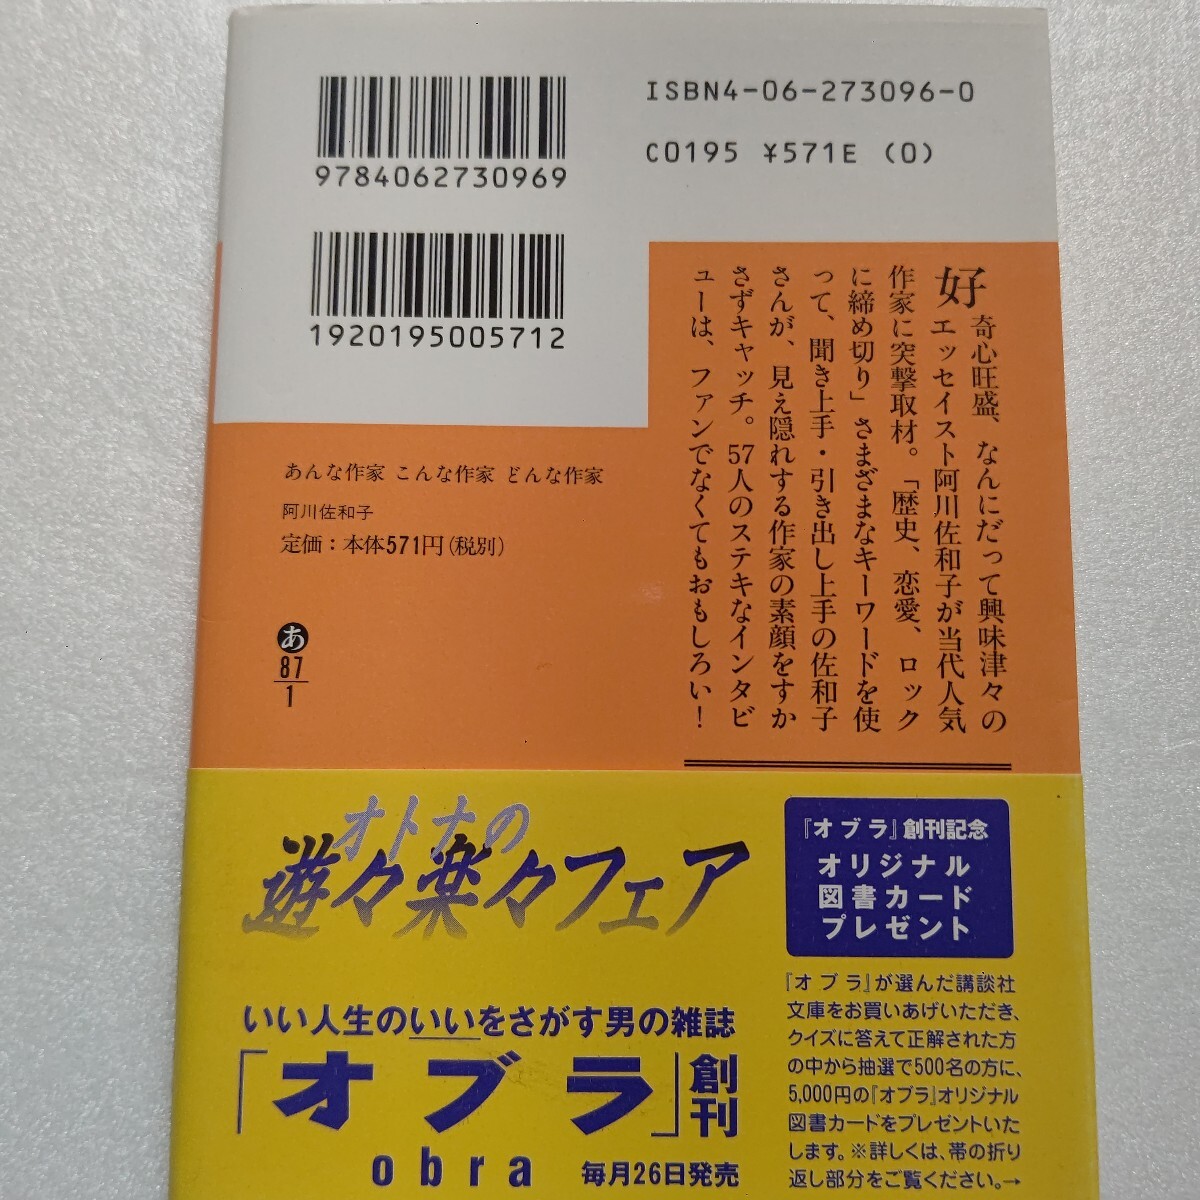 9784062730969
ISBN4-06-273096-0
C0195 ¥571E (0)
1920195005712
好奇心旺盛、なんにだって興味津々の
エッセイスト阿川佐和子が当代人気
作家に突撃取材。「歴史、恋愛、ロック
に締め切り」さまざまなキーワードを使
って、聞き上手・引き出し上手の佐和子
さんが、見え隠れする作家の素顔をすか
さずキャッチ。57人のステキなインタビ
ューは、ファンでなくてもおもしろい！
あんな作家 こんな作家 どんな作家
阿川佐和子
定価：本体571円（税別）
あ
87
1
オトナの
遊々楽々フェア
いい人生のいいをさがす男の雑誌
「オブラ」創刊
obra 毎月26日発売
『オブラ』創刊記念
オリジナル
図書カード
プレゼント
『オブラ』が選んだ講談社
文庫をお買いあげいただき、
クイズに答えて正解された方
の中から抽選で500名の方に、
5,000円の『オブラ』オリジナル
図書カードをプレゼントいた
します。※詳しくは、帯の折り
返し部分をご覧ください。→